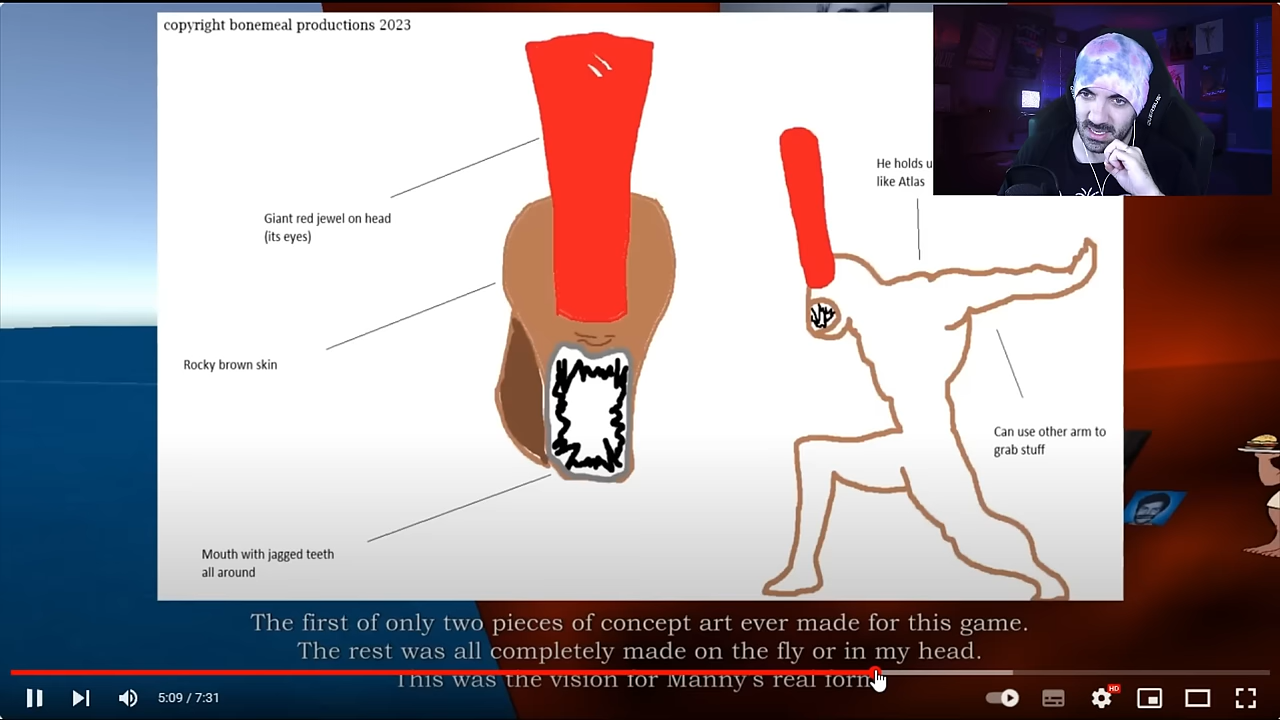 copyright bonemeal productions 2023
He holds u
like Atlas
Giant red jewel on head
(its eyes)
Rocky brown skin
Can use other arm to
grab stuff
Mouth with jagged teeth
all around
The first of only two pieces of concept art ever made for this game.
The rest was all completely made on the fly or in my head.
This was the vision for Manny's real form
5:09 / 7:31
HD